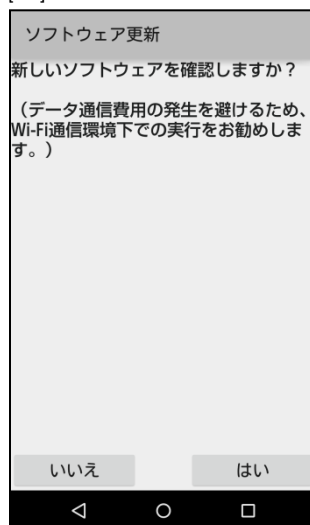 ソフトウェア更新
新しいソフトウェアを確認しますか？
（データ通信費用の発生を避けるため、
Wi-Fi通信環境下での実行をお勧めしま
す。）
いいえ
はい